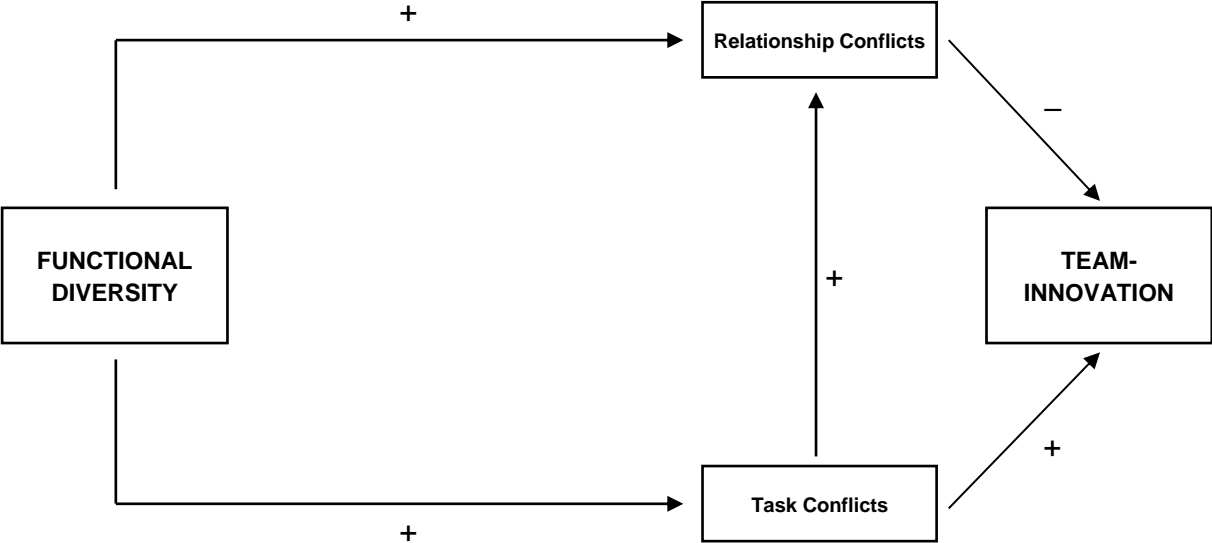 +
Relationship Conflicts
–
FUNCTIONAL
DIVERSITY
+
TEAM-
INNOVATION
+
Task Conflicts
+